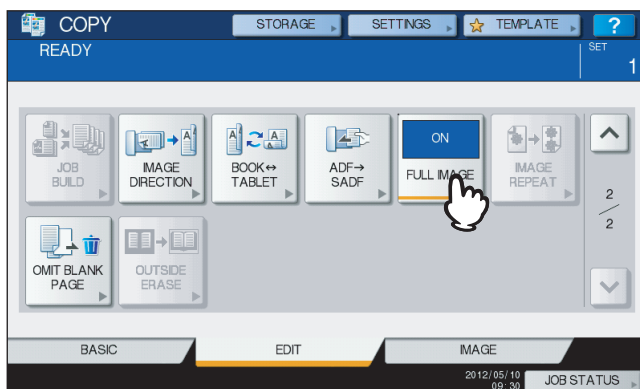 COPY
STORAGE
SETTINGS
TEMPLATE
?
READY
SET
1
JOB
BUILD
IMAGE
DIRECTION
BOOK↔
TABLET
ADF→
SADF
ON
FULL IMAGE
IMAGE
REPEAT
2
2
OMIT BLANK
PAGE
OUTSIDE
ERASE
BASIC
EDIT
IMAGE
2012/05/10
09:30
JOB STATUS